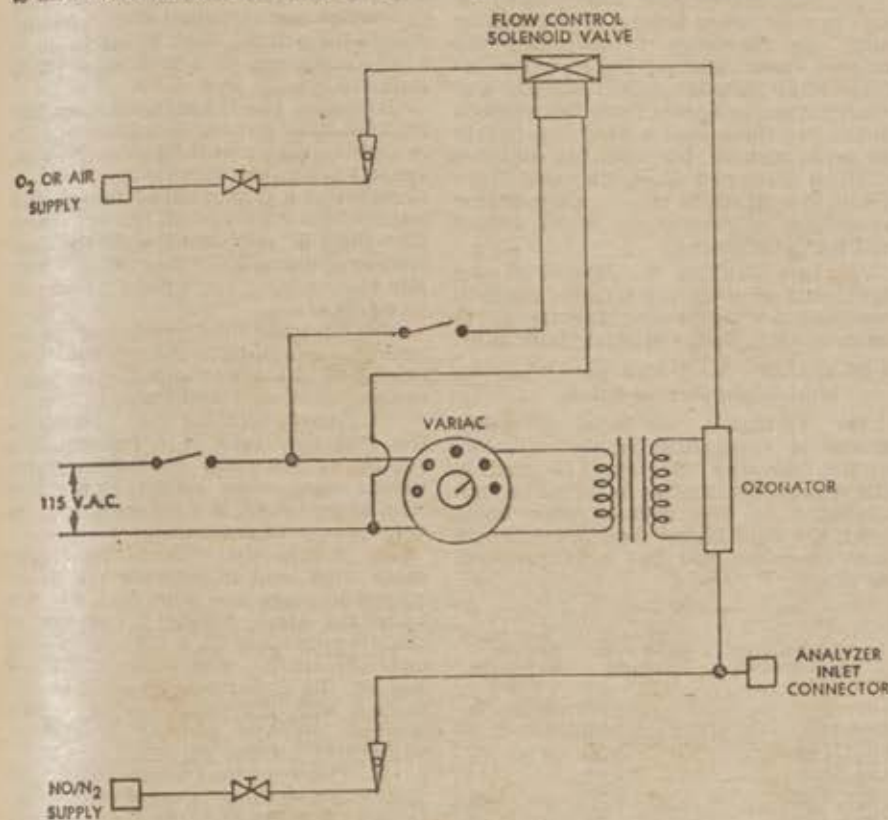 FLOW CONTROL
SOLENOID VALVE
O₂ OR AIR
SUPPLY
VARIAC
115 V.A.C.
OZONATOR
ANALYZER
INLET
CONNECTOR
NO/N₂
SUPPLY